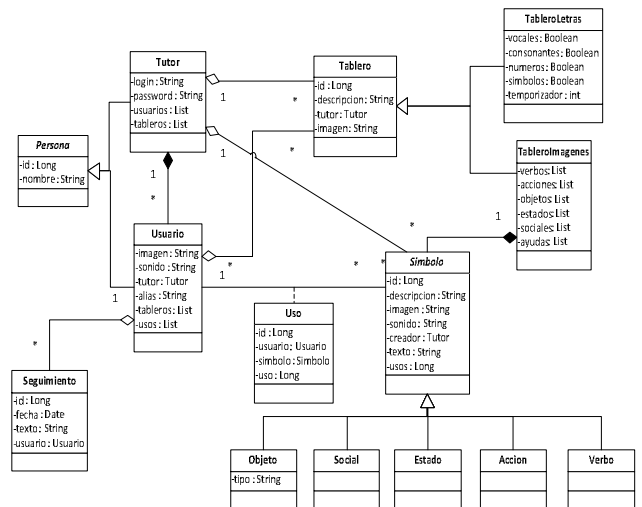 TableroLetras
-vocales: Boolean
-consonantes: Boolean
-numeros: Boolean
-simbolos: Boolean
-temporizador: int
Tutor
-login: String
-password: String
-usuarios: List
-tableros: List
1
*
1
Tablero
-id: Long
-descripcion: String
-tutor: Tutor
-imagen: String
*
Persona
-id: Long
-nombre: String
1
*
TableroImagenes
-verbos: List
-acciones: List
-objetos: List
-estados: List
-sociales: List
-ayudas: List
1
*
Usuario
-imagen: String
-sonido: String
-tutor: Tutor
-alias: String
-tableros: List
-usos: List
*
1
1
*
*
Simbolo
-id: Long
-descripcion: String
-imagen: String
-sonido: String
-creador: Tutor
-texto: String
-usos: Long
Uso
-id: Long
-usuario: Usuario
-simbolo: Simbolo
-uso: Long
*
Seguimiento
-id: Long
-fecha: Date
-texto: String
-usuario: Usuario
Objeto
-tipo: String
Social
Estado
Accion
Verbo